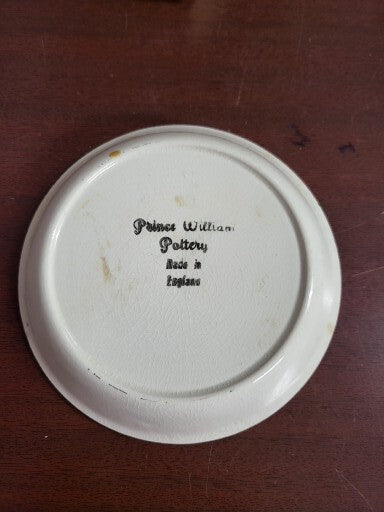 Prince William
Pottery
Made in
England